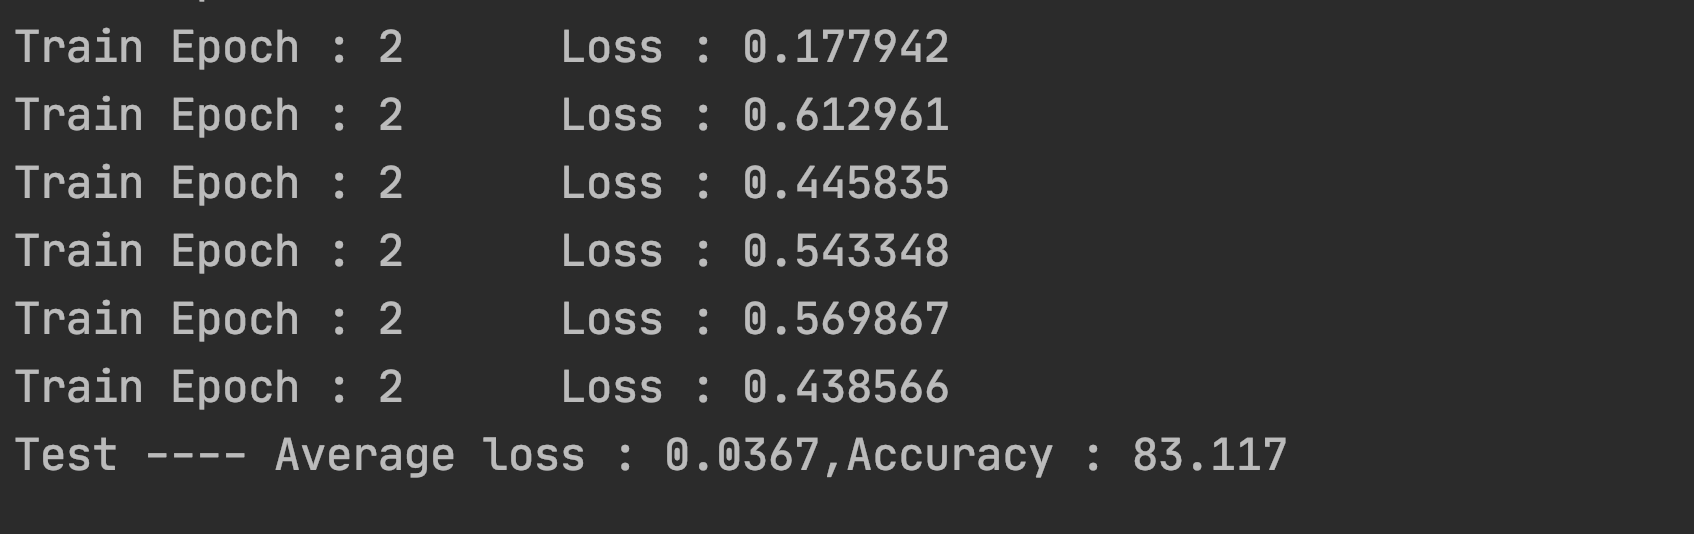 Train Epoch : 2      Loss : 0.177942
Train Epoch : 2      Loss : 0.612961
Train Epoch : 2      Loss : 0.445835
Train Epoch : 2      Loss : 0.543348
Train Epoch : 2      Loss : 0.569867
Train Epoch : 2      Loss : 0.438566
Test ---- Average loss : 0.0367,Accuracy : 83.117